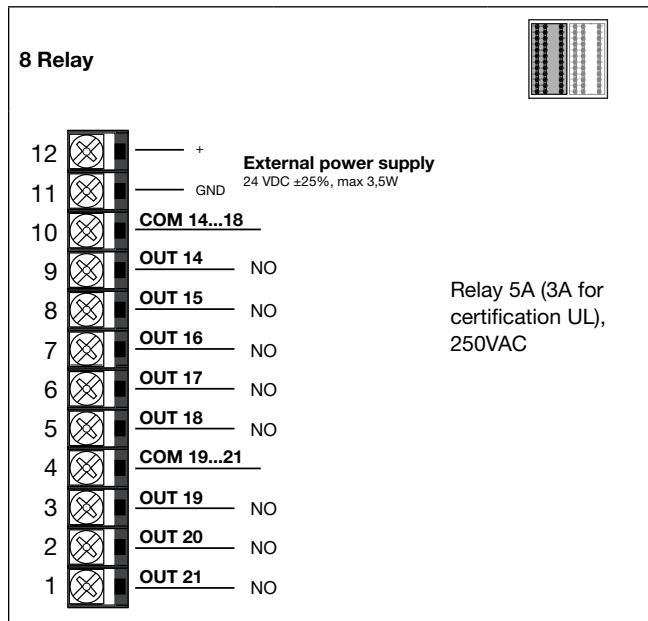 8 Relay
12 +
External power supply
11 GND 24 VDC ±25%, max 3,5W
10 COM 14...18
9 OUT 14 NO
8 OUT 15 NO
7 OUT 16 NO
6 OUT 17 NO
5 OUT 18 NO
4 COM 19...21
3 OUT 19 NO
2 OUT 20 NO
1 OUT 21 NO
Relay 5A (3A for
certification UL),
250VAC